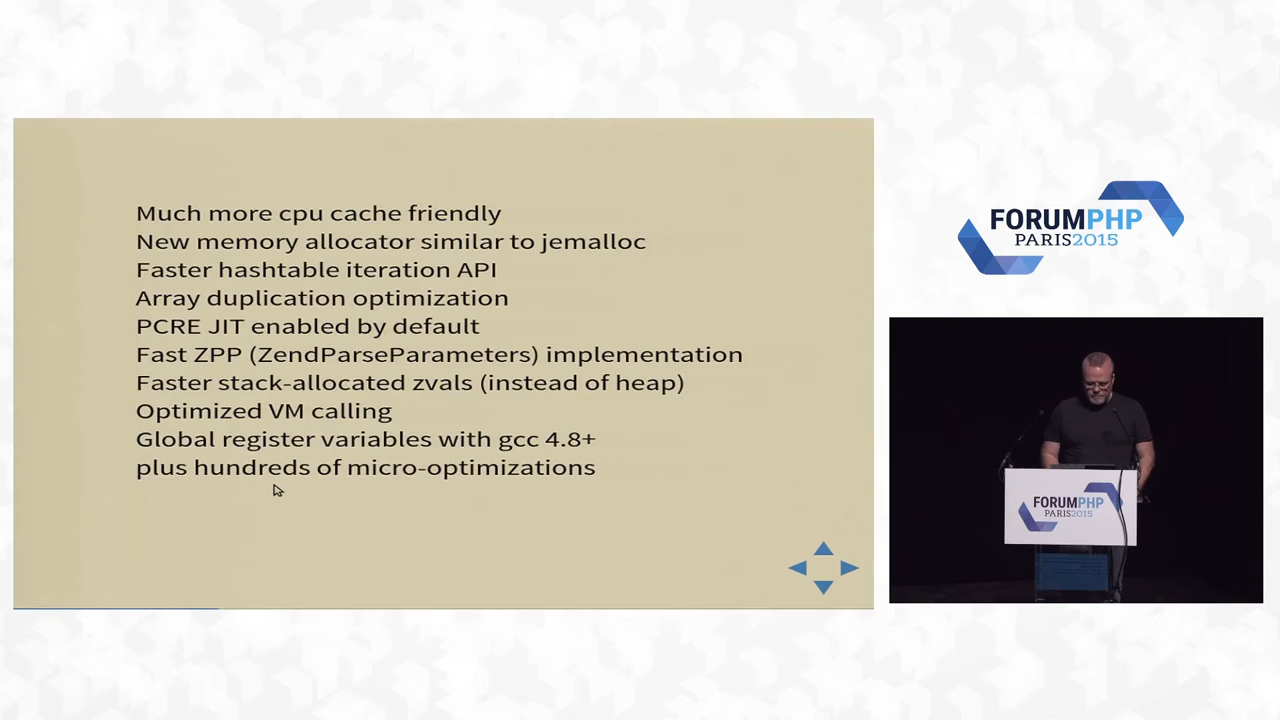 Much more cpu cache friendly
New memory allocator similar to jemalloc
Faster hashtable iteration API
Array duplication optimization
PCRE JIT enabled by default
Fast ZPP (ZendParseParameters) implementation
Faster stack-allocated zvals (instead of heap)
Optimized VM calling
Global register variables with gcc 4.8+
plus hundreds of micro-optimizations
FORUMPHP
PARIS2015
FORUMPHP
PARIS2015